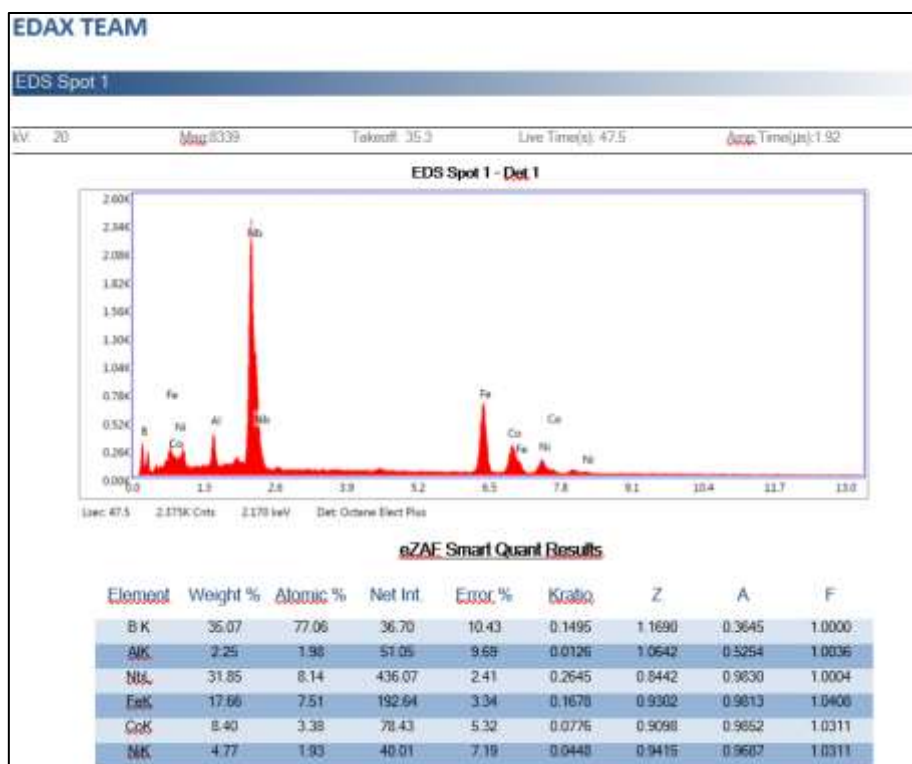 EDAX TEAM
EDS Spot 1
kV: 20 Mag:8339 Takeoff: 35.3 Live Time(s): 47.5 Amp Time(µs):1.92
EDS Spot 1 - Det 1
2.60K
2.34K
2.08K
1.82K
1.56K
1.30K
1.04K
0.78K
0.52K
0.26K
0.00K
Nb
Fe
Fe
Co
B
Ni
Al
Nb
Co
Co
Fe
Ni
Ni
0.0 1.3 2.6 3.9 5.2 6.5 7.8 9.1 10.4 11.7 13.0
Lsec: 47.5 2.375K Cnts 2.170 keV Det: Octane Elect Plus
eZAF Smart Quant Results
Element Weight % Atomic % Net Int. Error % Kratio Z A F
B K 35.07 77.06 36.70 10.43 0.1495 1.1690 0.3645 1.0000
AlK 2.25 1.98 51.05 9.69 0.0126 1.0642 0.5254 1.0036
NbL 31.85 8.14 436.07 2.41 0.2645 0.8442 0.9830 1.0004
FeK 17.66 7.51 192.64 3.34 0.1678 0.9302 0.9813 1.0408
CoK 8.40 3.38 78.43 5.32 0.0776 0.9098 0.9852 1.0311
NiK 4.77 1.93 40.01 7.19 0.0448 0.9415 0.9687 1.0311